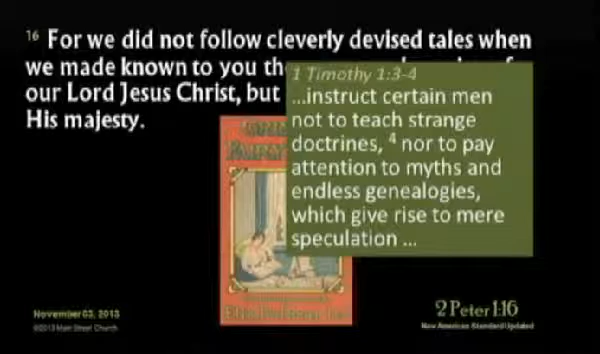 16 For we did not follow cleverly devised tales when
we made known to you the
our Lord Jesus Christ, but
His majesty.
1 Timothy 1:3-4
...instruct certain men
not to teach strange
doctrines, 4 nor to pay
attention to myths and
endless genealogies,
which give rise to mere
speculation ...
November 03, 2013
©2013 Main Street Church
2 Peter 1:16
New American Standard Updated